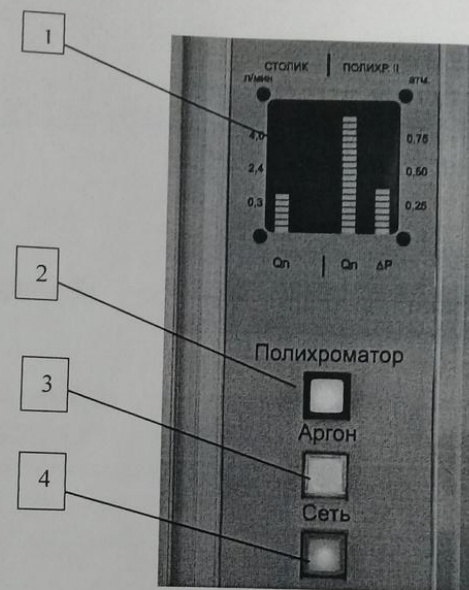 1
СТОЛИК | ПОЛИХР. II
л/мин атм.
4,0 0,75
2,4 0,50
0,3 0,25
Qп | Qп ΔP
2
Полихроматор
3
Аргон
4
Сеть